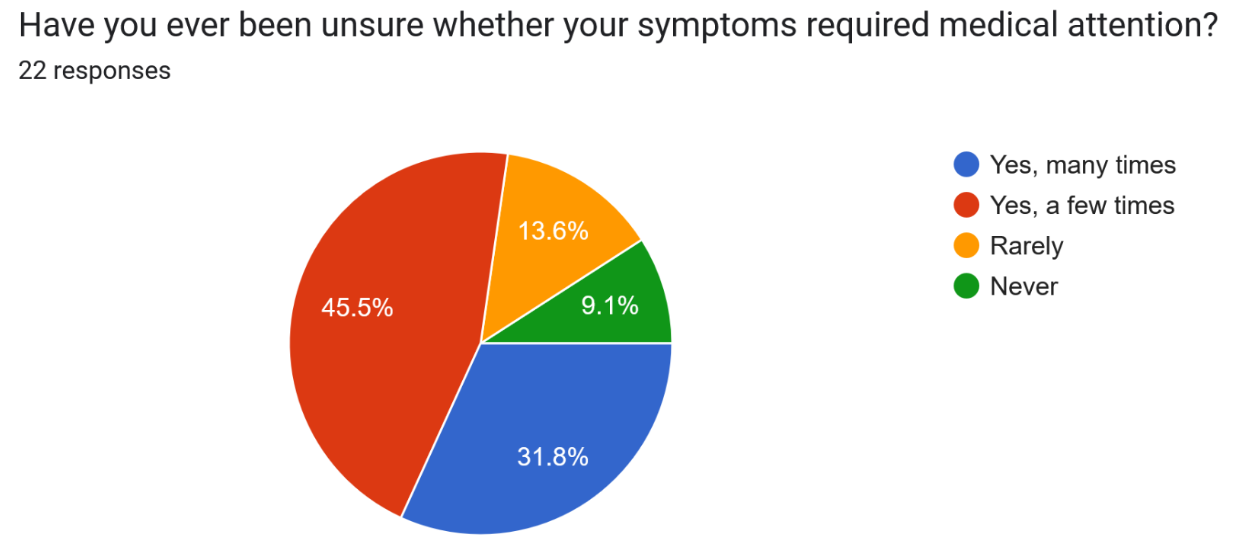 Have you ever been unsure whether your symptoms required medical attention?
22 responses
Yes, many times
Yes, a few times
Rarely
Never
13.6%
9.1%
45.5%
31.8%